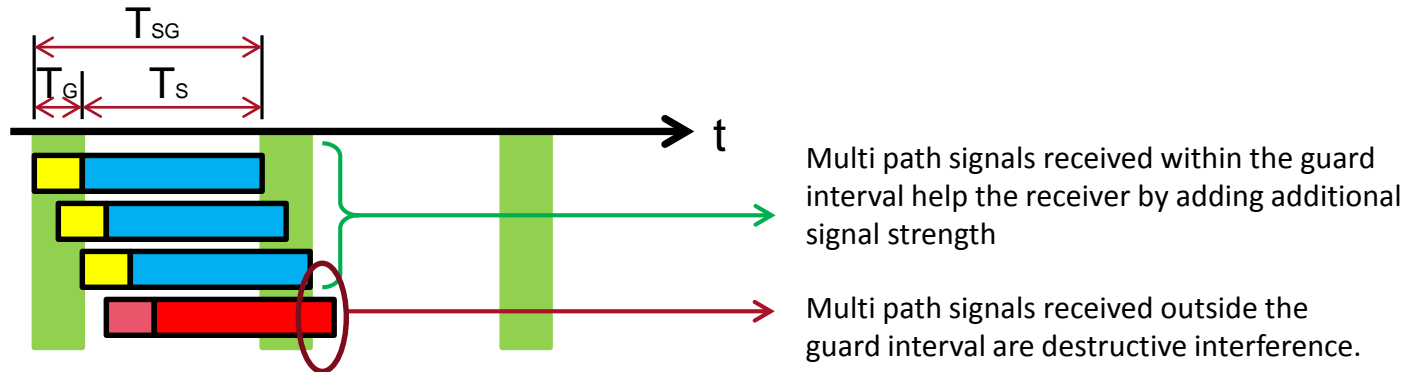 TSG
TG
TS
t
Multi path signals received within the guard
interval help the receiver by adding additional
signal strength
Multi path signals received outside the
guard interval are destructive interference.